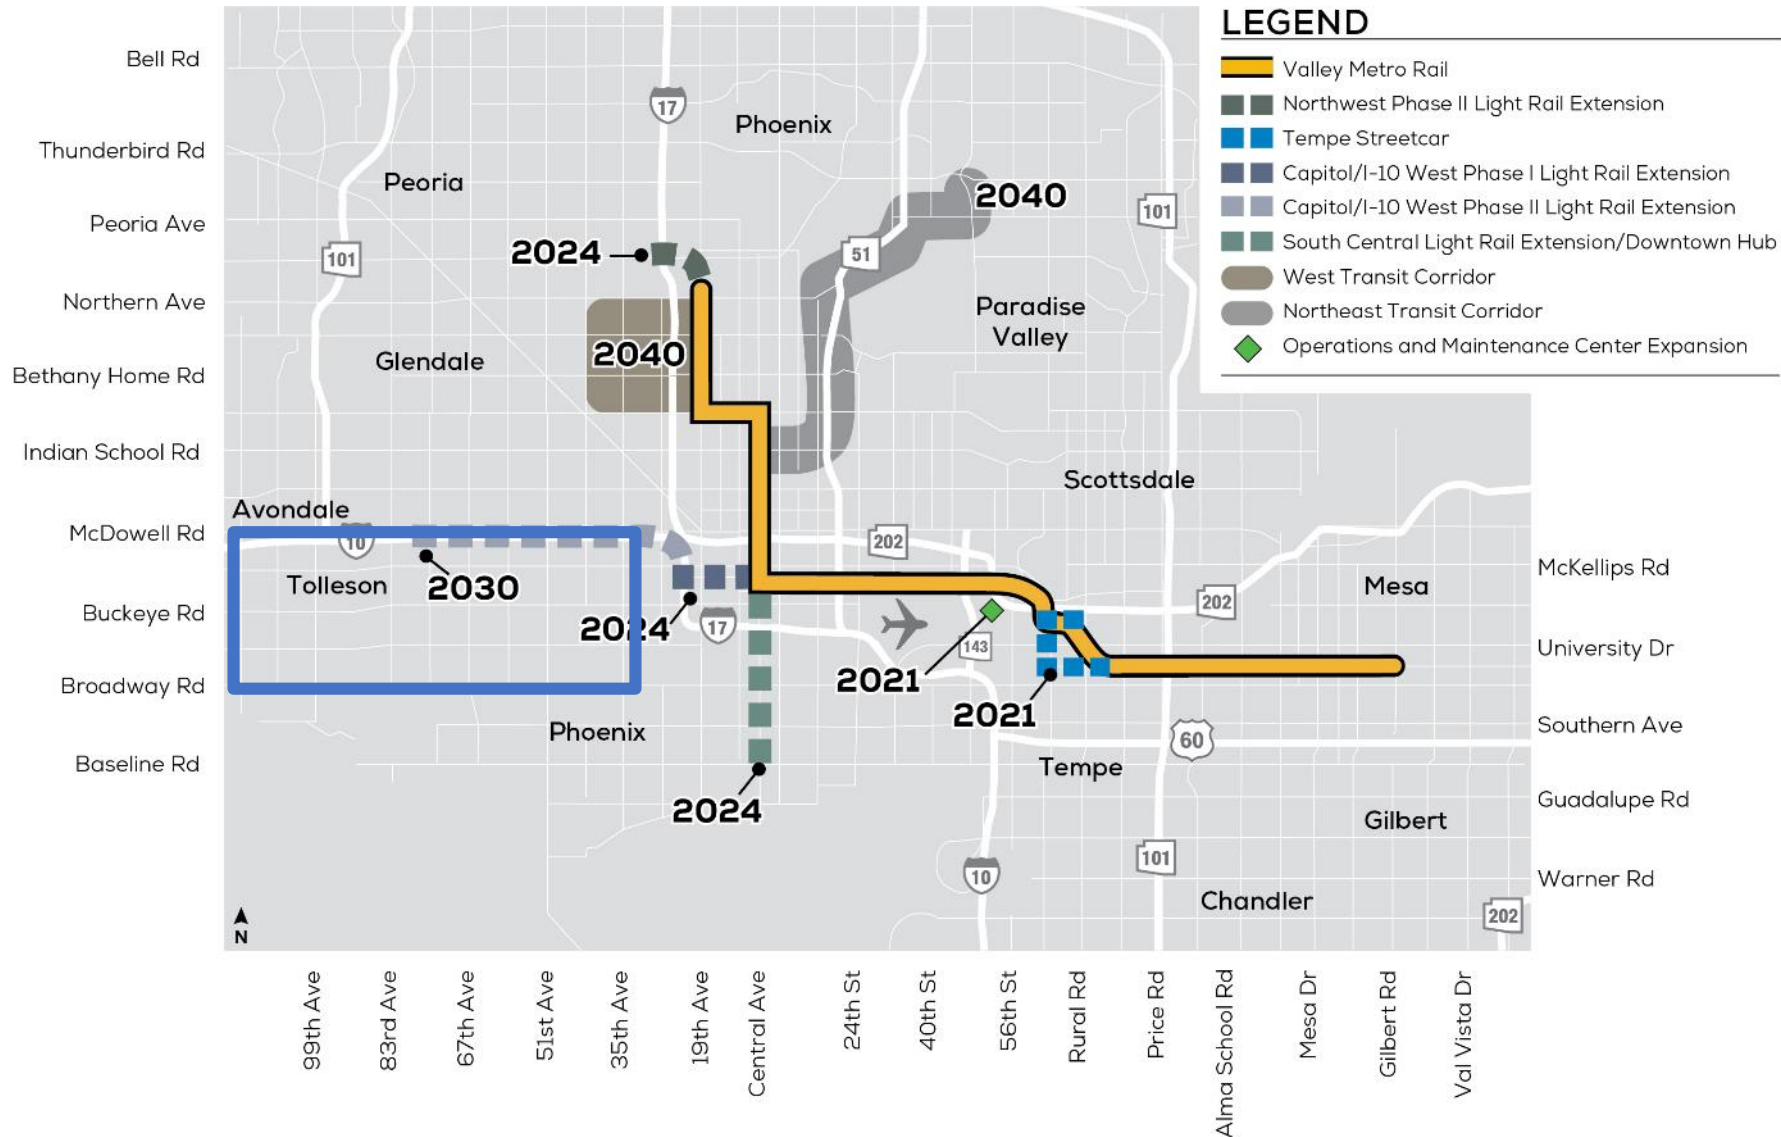 LEGEND
Valley Metro Rail
Northwest Phase II Light Rail Extension
Tempe Streetcar
Capitol/I-10 West Phase I Light Rail Extension
Capitol/I-10 West Phase II Light Rail Extension
South Central Light Rail Extension/Downtown Hub
West Transit Corridor
Northeast Transit Corridor
Operations and Maintenance Center Expansion
Bell Rd
Thunderbird Rd
Peoria Ave
Northern Ave
Bethany Home Rd
Indian School Rd
McDowell Rd
Buckeye Rd
Broadway Rd
Baseline Rd
17
Phoenix
Peoria
2040
101
51
2024
101
Paradise
Valley
2040
Glendale
Scottsdale
Avondale
10
202
Tolleson
2030
2024
17
143
202
Mesa
2021
2021
Phoenix
60
Tempe
2024
Gilbert
101
10
Chandler
202
N
McKellips Rd
University Dr
Southern Ave
Guadalupe Rd
Warner Rd
99th Ave
83rd Ave
67th Ave
51st Ave
35th Ave
19th Ave
Central Ave
24th St
40th St
56th St
Rural Rd
Price Rd
Alma School Rd
Mesa Dr
Gilbert Rd
Val Vista Dr